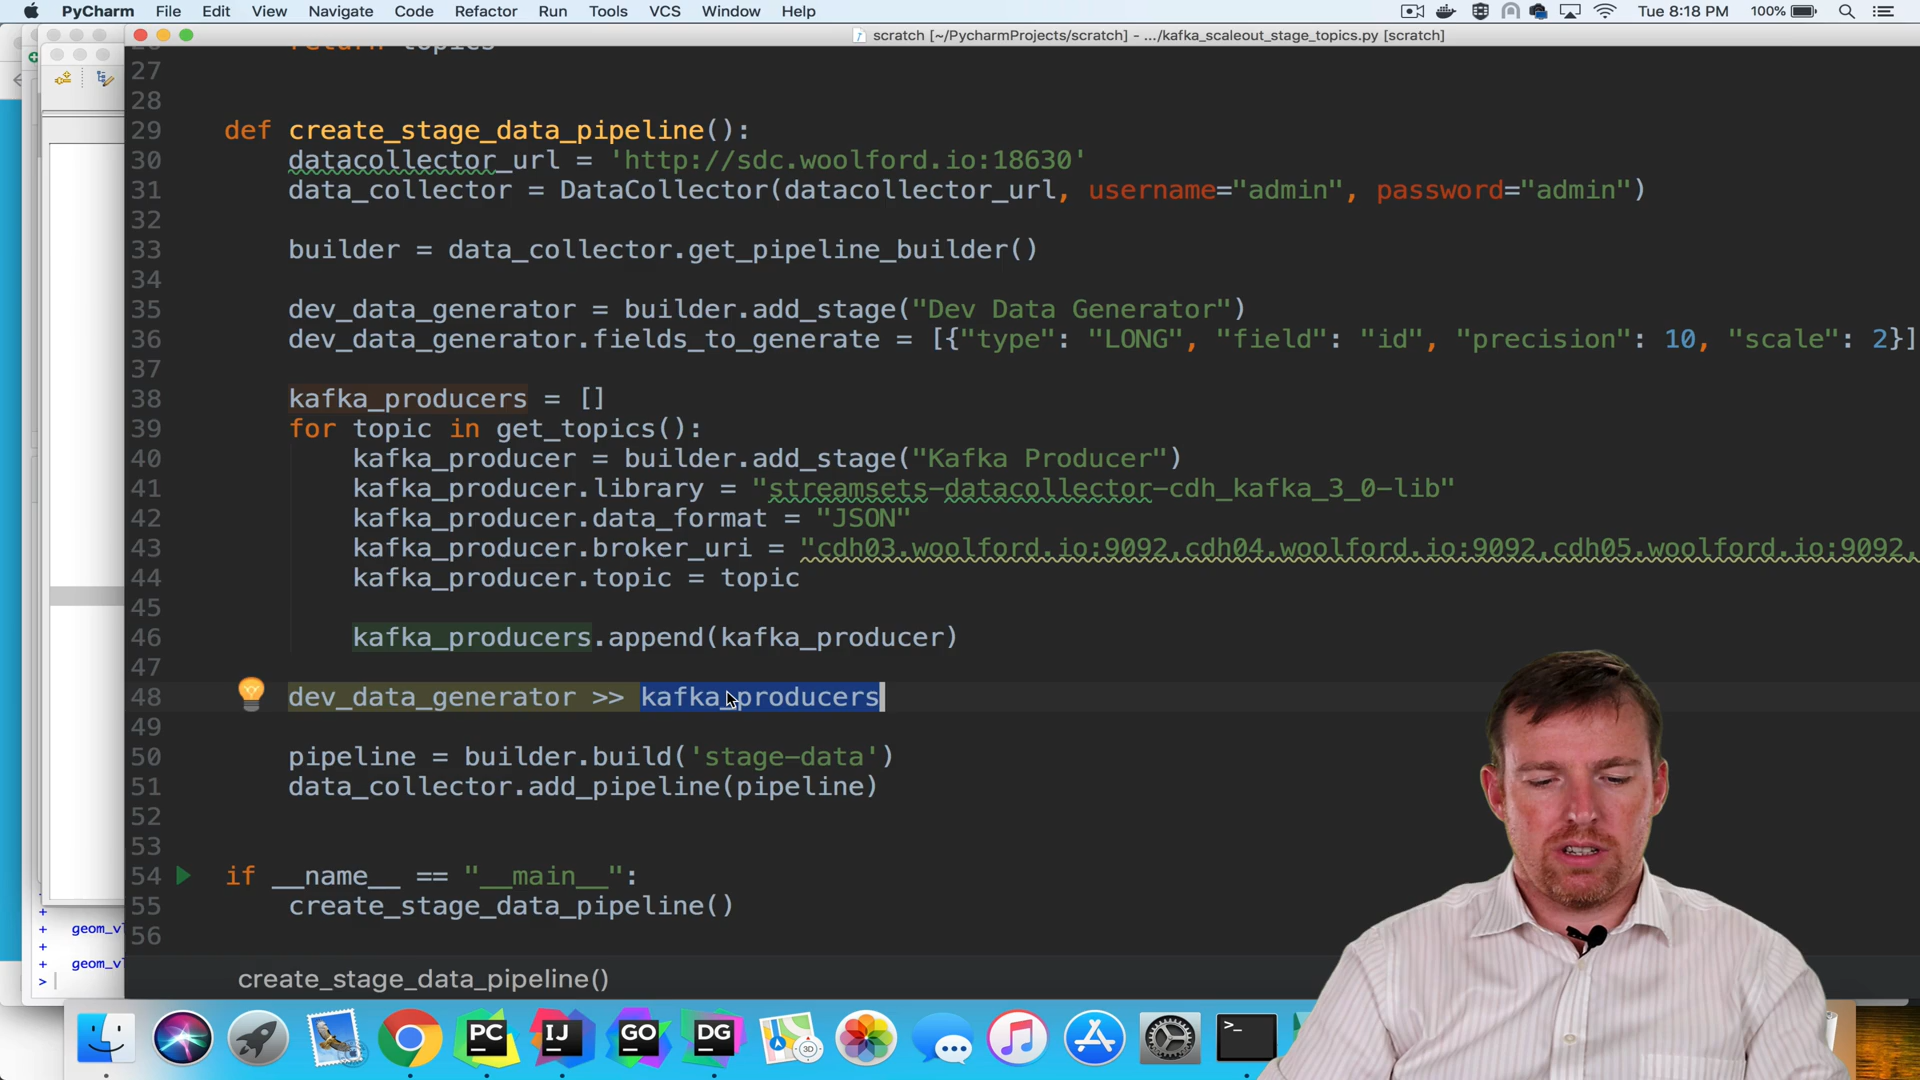 PyCharm File Edit View Navigate Code Refactor Run Tools VCS Window Help Tue 8:18 PM 100%
scratch [~/PycharmProjects/scratch] - .../kafka_scaleout_stage_topics.py [scratch]
return topics
27
28
29 def create_stage_data_pipeline():
30 datacollector_url = 'http://sdc.woolford.io:18630'
31 data_collector = DataCollector(datacollector_url, username="admin", password="admin")
32
33 builder = data_collector.get_pipeline_builder()
34
35 dev_data_generator = builder.add_stage("Dev Data Generator")
36 dev_data_generator.fields_to_generate = [{"type": "LONG", "field": "id", "precision": 10, "scale": 2}]
37
38 kafka_producers = []
39 for topic in get_topics():
40 kafka_producer = builder.add_stage("Kafka Producer")
41 kafka_producer.library = "streamsets-datacollector-cdh_kafka_3_0-lib"
42 kafka_producer.data_format = "JSON"
43 kafka_producer.broker_uri = "cdh03.woolford.io:9092,cdh04.woolford.io:9092,cdh05.woolford.io:9092,
44 kafka_producer.topic = topic
45
46 kafka_producers.append(kafka_producer)
47
48 dev_data_generator >> kafka_producers
49
50 pipeline = builder.build('stage-data')
51 data_collector.add_pipeline(pipeline)
52
53
54 if __name__ == "__main__":
55 create_stage_data_pipeline()
56
create_stage_data_pipeline()
+
+ geom_vl
+
+ geom_vl
>
PC IJ GO DG 3D >_